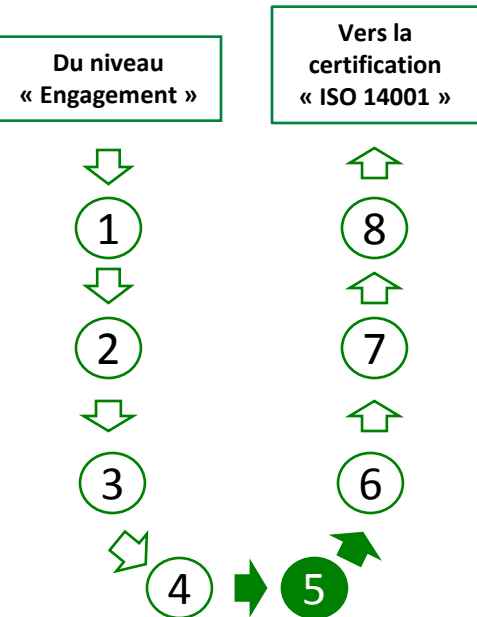 Du niveau
« Engagement »
1
2
3
4
5
6
7
8
Vers la
certification
« ISO 14001 »